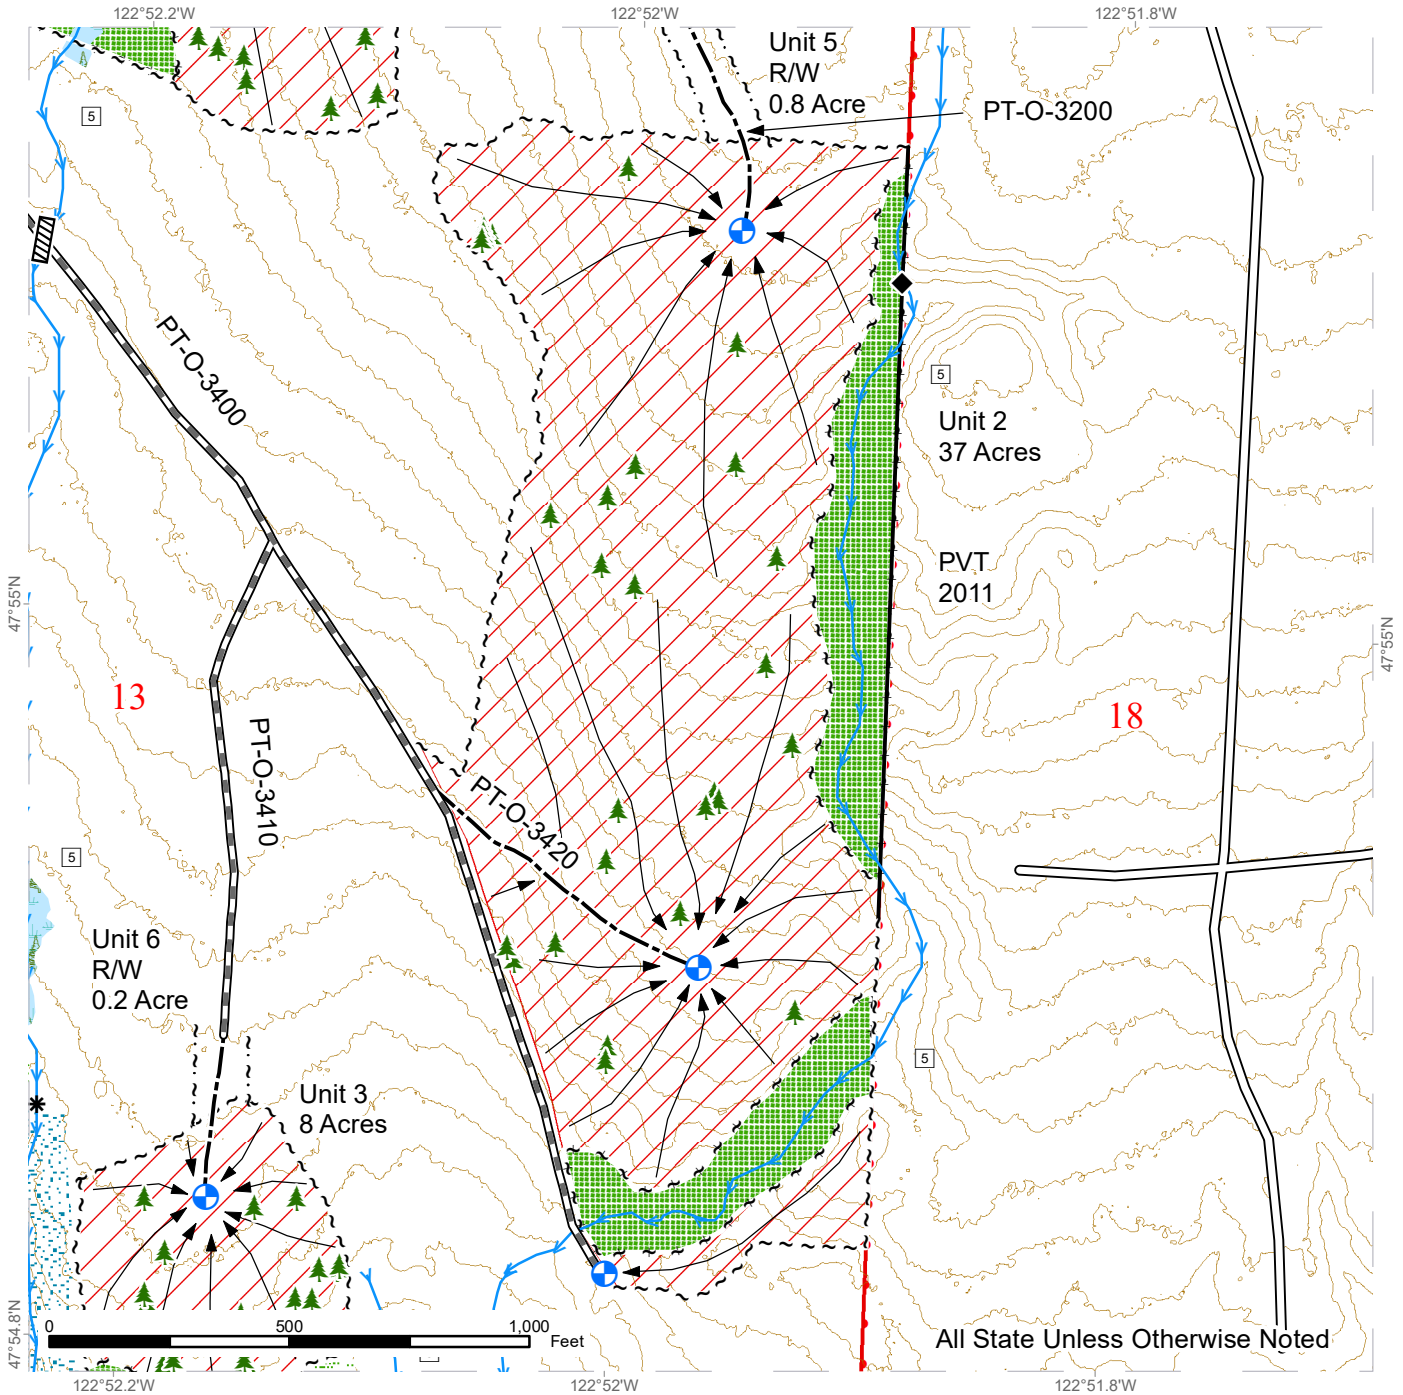 122°52.2'W
122°52'W
122°51.8'W
Unit 5
R/W
0.8 Acre
PT-O-3200
5
PT-O-3400
5
Unit 2
37 Acres
PVT
2011
47°55'N
47°55'N
13
18
PT-O-3410
PT-O-3420
5
Unit 6
R/W
0.2 Acre
5
Unit 3
8 Acres
47°54.8'N
0
500
1,000
Feet
All State Unless Otherwise Noted
122°52.2'W
122°52'W
122°51.8'W